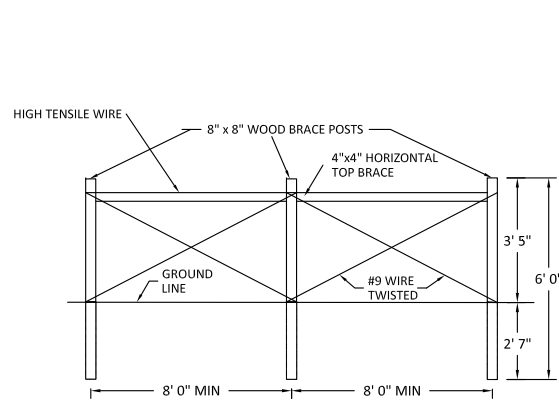 HIGH TENSILE WIRE
8" x 8" WOOD BRACE POSTS
4"x4" HORIZONTAL
TOP BRACE
3' 5"
GROUND
LINE
#9 WIRE
TWISTED
6' 0"
2' 7"
8' 0" MIN
8' 0" MIN